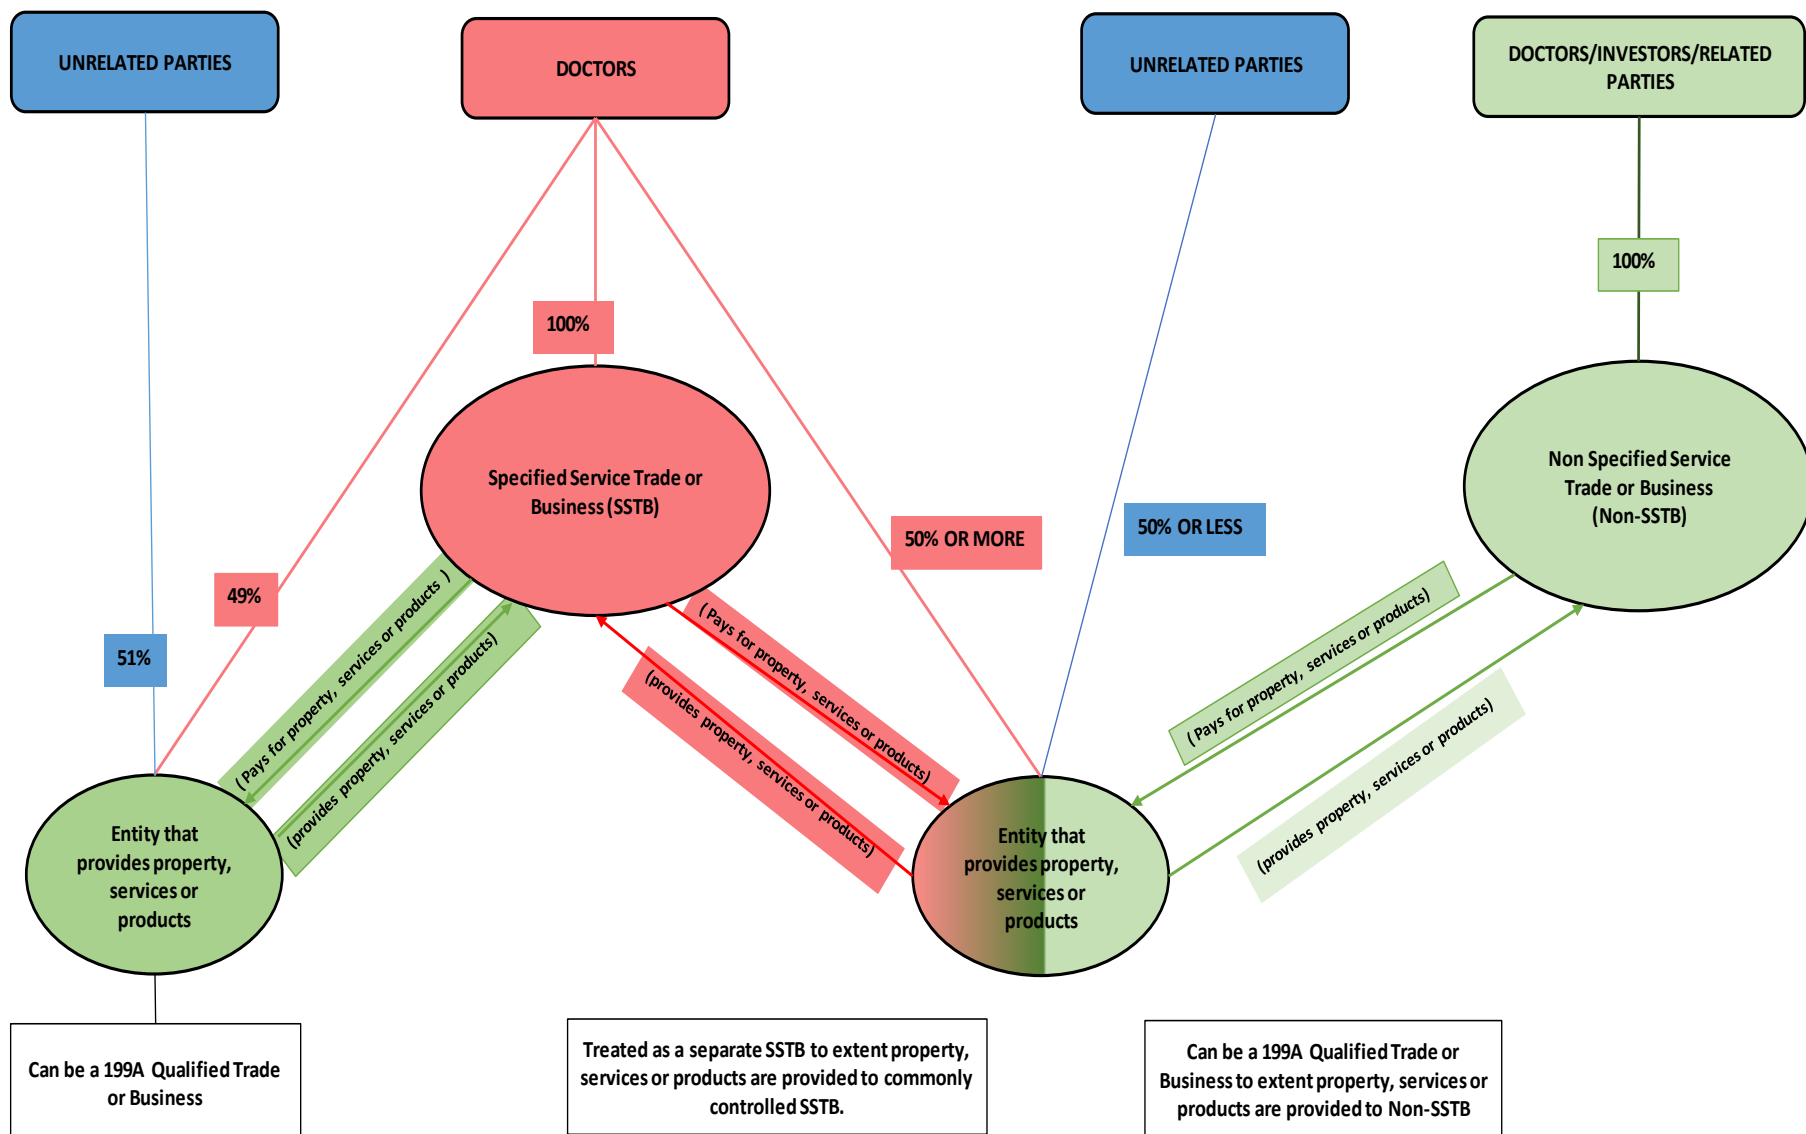 UNRELATED PARTIES
DOCTORS
UNRELATED PARTIES
DOCTORS/INVESTORS/RELATED
PARTIES
100%
100%
Specified Service Trade or
Business (SSTB)
Non Specified Service
Trade or Business
(Non-SSTB)
50% OR MORE
50% OR LESS
49%
51%
( Pays for property, services or products )
(provides property, services or products)
( Pays for property, services or products)
(provides property, services or products)
( Pays for property, services or products)
(provides property, services or products)
Entity that
provides property,
services or
products
Entity that
provides property,
services or
products
Can be a 199A Qualified Trade
or Business
Treated as a separate SSTB to extent property,
services or products are provided to commonly
controlled SSTB.
Can be a 199A Qualified Trade or
Business to extent property, services or
products are provided to Non-SSTB